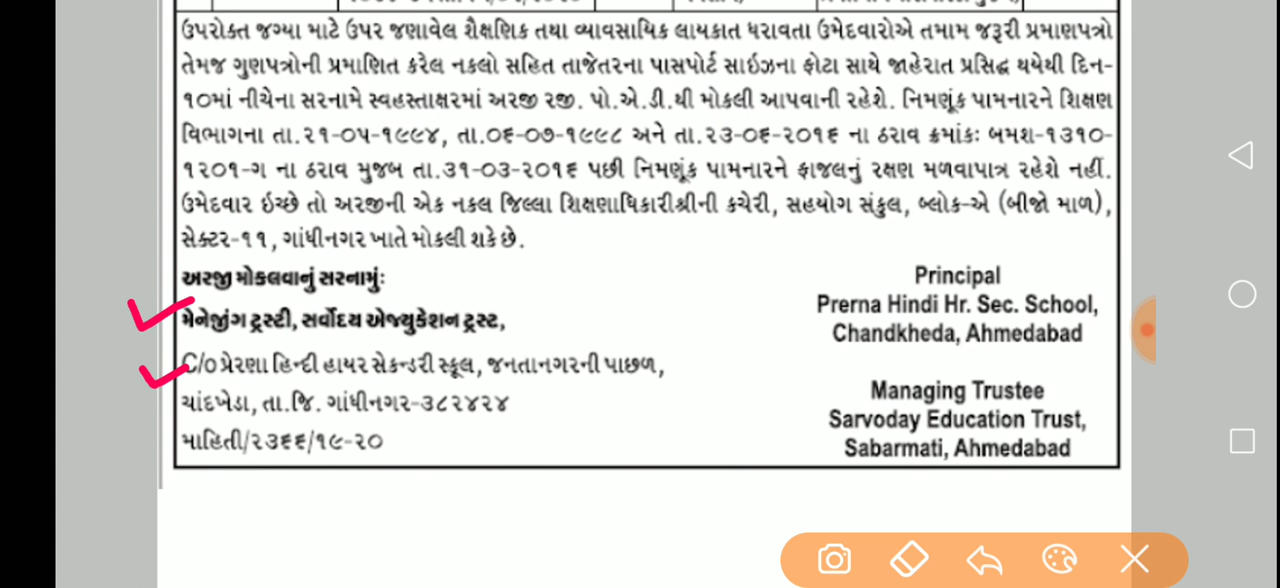 ઉપરોક્ત જગ્યા માટે ઉપર જણાવેલ શૈક્ષણિક તથા વ્યાવસાયિક લાયકાત ધરાવતા ઉમેદવારોએ તમામ જરૂરી પ્રમાણપત્રો
તેમજ ગુણપત્રોની પ્રમાણિત કરેલ નકલો સહિત તાજેતરના પાસપોર્ટ સાઇઝના ફોટા સાથે જાહેરાત પ્રસિદ્ધ થયેથી દિન-
૧૦માં નીચેના સરનામે સ્વહસ્તાક્ષરમાં અરજી રજી. પો.એ.ડી.થી મોકલી આપવાની રહેશે. નિમણૂંક પામનારને શિક્ષણ
વિભાગના તા.૨૧-૦૫-૧૯૯૪, તા.૦૬-૦૭-૧૯૯૮ અને તા.૨૩-૦૬-૨૦૧૬ ના ઠરાવ ક્રમાંકઃ બમશ-૧૩૧૦-
૧૨૦૧-ગ ના ઠરાવ મુજબ તા.૩૧-૦૩-૨૦૧૬ પછી નિમણૂંક પામનારને ફાજલનું રક્ષણ મળવાપાત્ર રહેશે નહીં.
ઉમેદવાર ઇચ્છે તો અરજીની એક નકલ જિલ્લા શિક્ષણાધિકારીશ્રીની કચેરી, સહયોગ સંકુલ, બ્લોક-એ (બીજો માળ),
સેક્ટર-૧૧, ગાંધીનગર ખાતે મોકલી શકે છે.
અરજી મોકલવાનું સરનામુંઃ
મેનેજીંગ ટ્રસ્ટી, સર્વોદય એજ્યુકેશન ટ્રસ્ટ,
C/o પ્રેરણા હિન્દી હાયર સેકન્ડરી સ્કૂલ, જનતાનગરની પાછળ,
ચાંદખેડા, તા.જિ. ગાંધીનગર-૩૮૨૪૨૪
માહિતી/૨૩૬૬/૧૯-૨૦
Principal
Prerna Hindi Hr. Sec. School,
Chandkheda, Ahmedabad
Managing Trustee
Sarvoday Education Trust,
Sabarmati, Ahmedabad